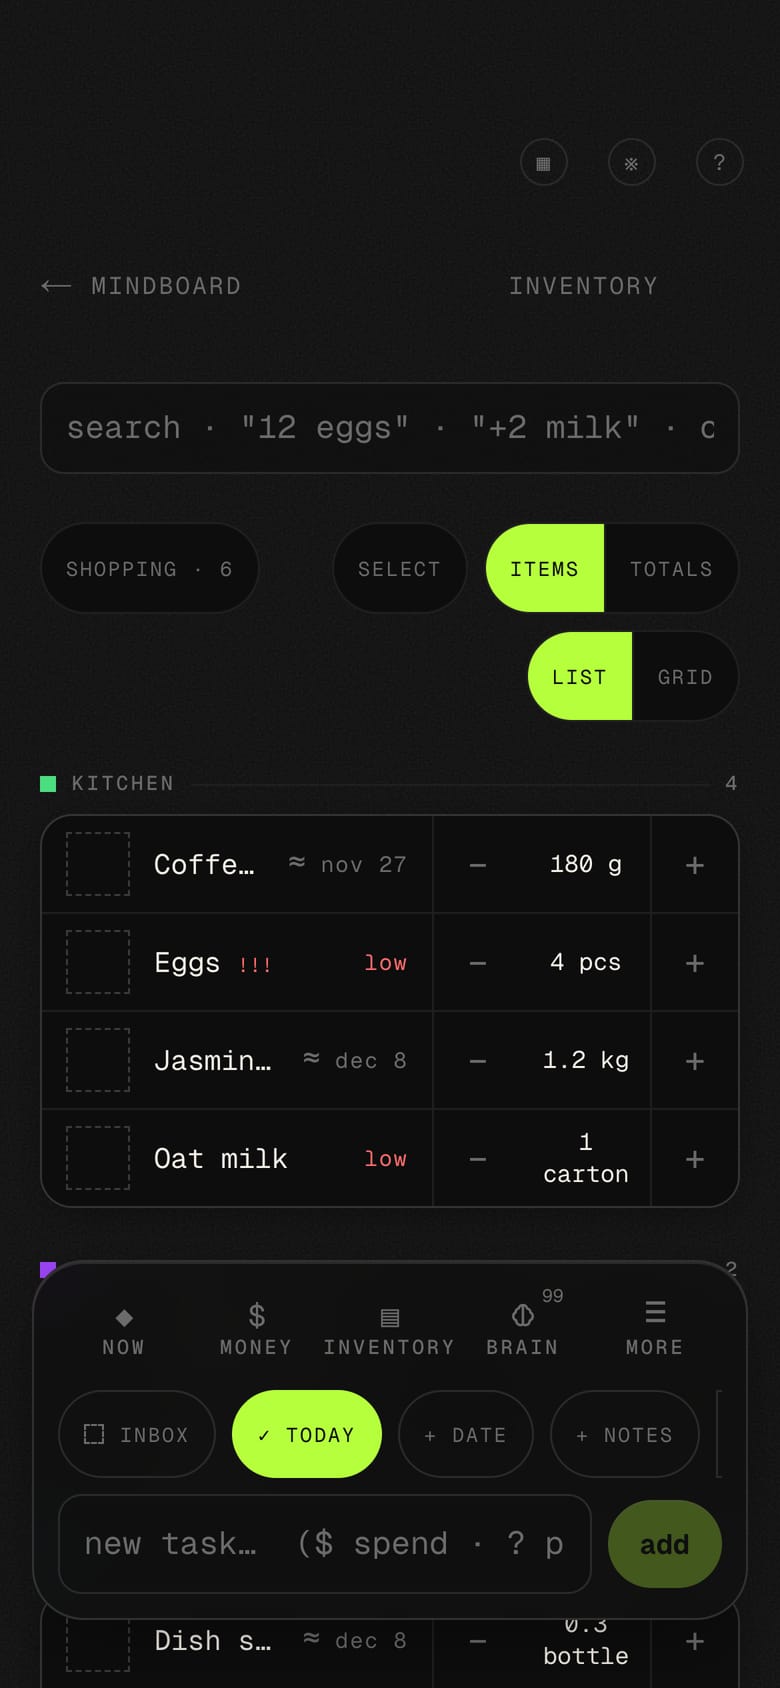 ?
← MINDBOARD INVENTORY
search · "12 eggs" · "+2 milk" · c
SHOPPING · 6 SELECT ITEMS TOTALS
LIST GRID
KITCHEN 4
Coffe… ≈ nov 27 − 180 g +
Eggs !!! low − 4 pcs +
Jasmin… ≈ dec 8 − 1.2 kg +
Oat milk low − 1 carton +
2
99
NOW $ MONEY INVENTORY BRAIN MORE
INBOX ✓ TODAY + DATE + NOTES
new task… ($ spend · ? p add
Dish s… ≈ dec 8 − 0.3 bottle +